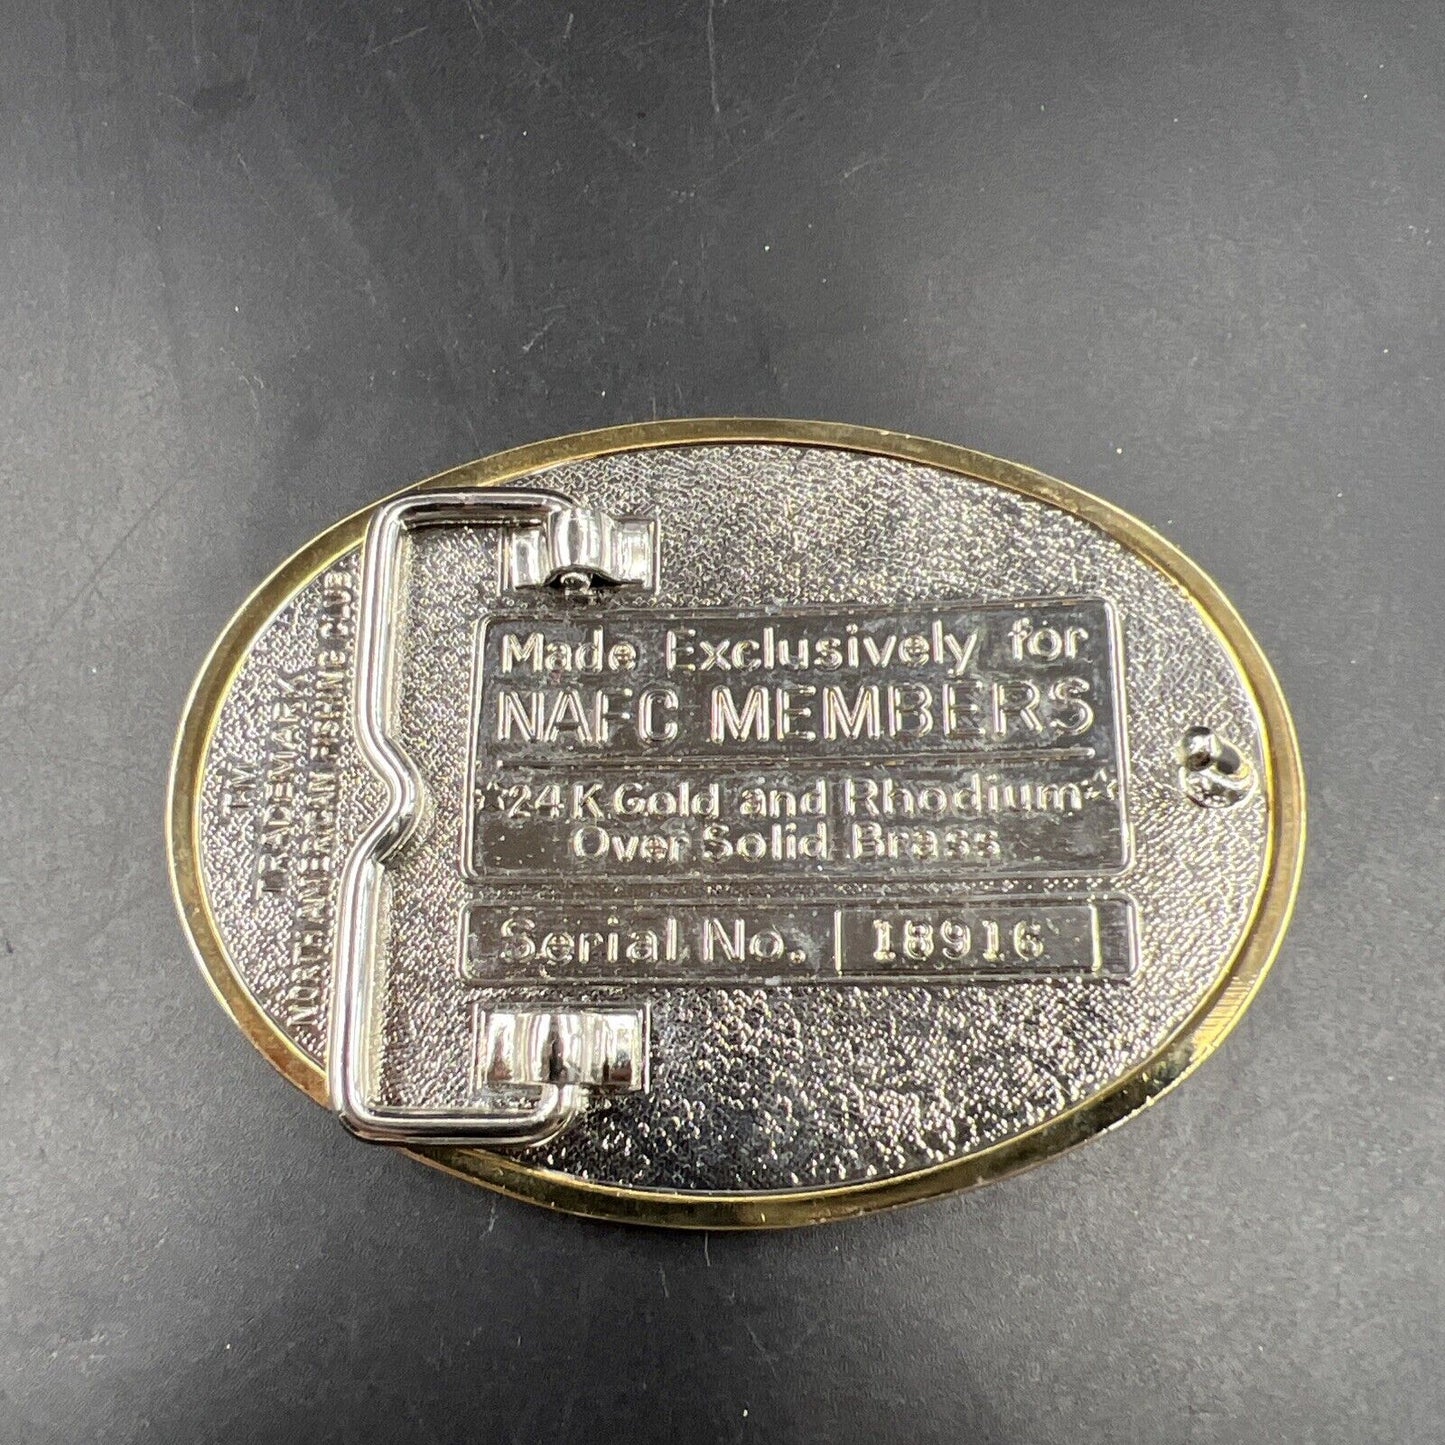 Made Exclusively for
NAFC MEMBERS
*24K Gold and Rhodium*
Over Solid Brass
Serial No. 18916
TM
TRADEMARK
NORTH AMERICAN FISHING CLUB